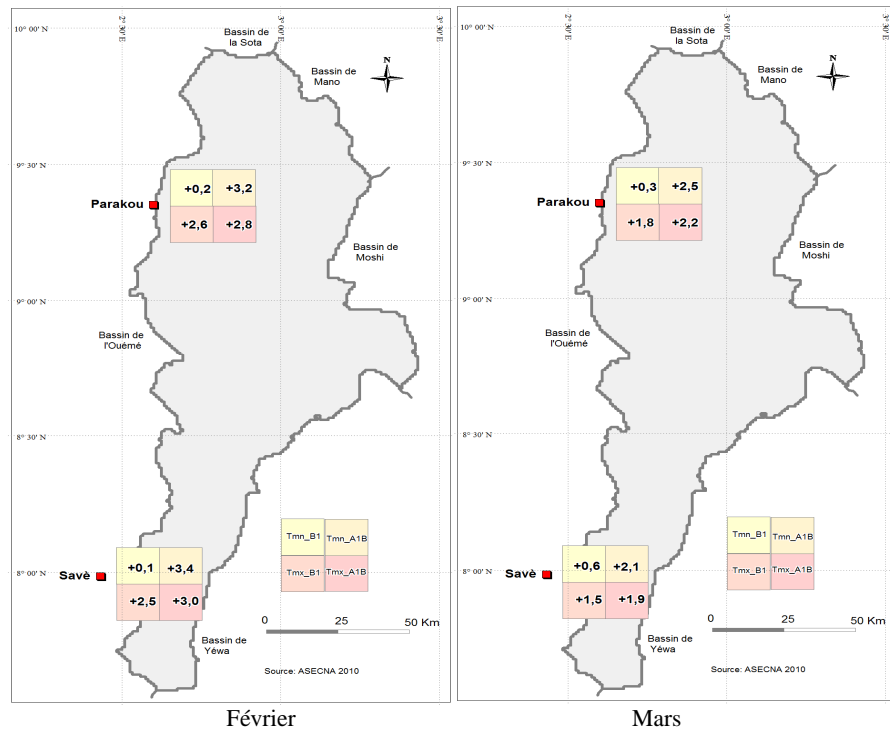 2° 30' E
3° 00' E
10° 00' N
Bassin de
la Sota
Bassin de
Mano
N
9° 30' N
+0,2 +3,2
Parakou
+2,6 +2,8
Bassin de
Moshi
9° 00' N
Bassin de
l'Ouémé
8° 30' N
Tmn_B1 Tmn_A1B
+0,1 +3,4
Savè
8° 00' N
Tmx_B1 Tmx_A1B
+2,5 +3,0
0 25 50 Km
Bassin de
Yéwa
Source: ASECNA 2010
Février
2° 30' E
3° 00' E
10° 00' N
Bassin de
la Sota
Bassin de
Mano
N
9° 30' N
+0,3 +2,5
Parakou
+1,8 +2,2
Bassin de
Moshi
9° 00' N
Bassin de
l'Ouémé
8° 30' N
Tmn_B1 Tmn_A1B
+0,6 +2,1
Savè
8° 00' N
Tmx_B1 Tmx_A1B
+1,5 +1,9
0 25 50 Km
Bassin de
Yéwa
Source: ASECNA 2010
Mars